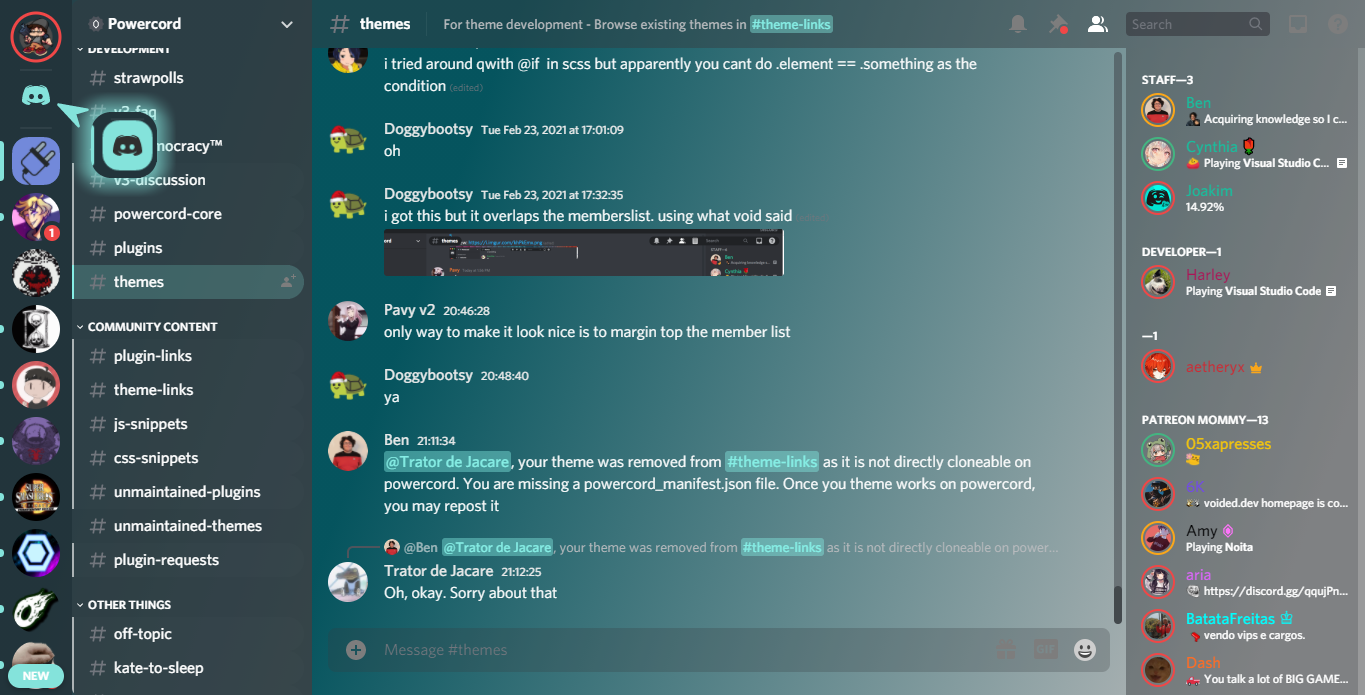 Powercord
DEVELOPMENT
# strawpolls
# v3-faq
mocracy™
# v3-discussion
# powercord-core
# plugins
# themes
COMMUNITY CONTENT
# plugin-links
# theme-links
# js-snippets
# css-snippets
# unmaintained-plugins
# unmaintained-themes
# plugin-requests
OTHER THINGS
# off-topic
# kate-to-sleep
1
NEW
# themes
For theme development - Browse existing themes in #theme-links
Search
i tried around qwith @if in scss but apparently you cant do .element == .something as the
condition (edited)
Doggybootsy Tue Feb 23, 2021 at 17:01:09
oh
Doggybootsy Tue Feb 23, 2021 at 17:32:35
i got this but it overlaps the memberslist. using what void said
# themes
Search
Ben
Cynthia
Pavy
Pavy v2 20:46:28
only way to make it look nice is to margin top the member list
Doggybootsy 20:48:40
ya
Ben 21:11:34
@Trator de Jacare, your theme was removed from #theme-links as it is not directly cloneable on
powercord. You are missing a powercord_manifest.json file. Once you theme works on powercord,
you may repost it
@Ben @Trator de Jacare, your theme was removed from #theme-links as it is not directly cloneable on power...
Trator de Jacare 21:12:25
Oh, okay. Sorry about that
Message #themes
GIF
STAFF—3
Ben
Acquiring knowledge so I c...
Cynthia
Playing Visual Studio C...
Joakim
14.92%
DEVELOPER—1
Harley
Playing Visual Studio Code
—1
aetheryx
PATREON MOMMY—13
05xapresses
6K
voided.dev homepage is co...
Amy
Playing Noita
aria
https://discord.gg/qqujPn...
BatataFreitas
vendo vips e cargos.
Dash
You talk a lot of BIG GAME...